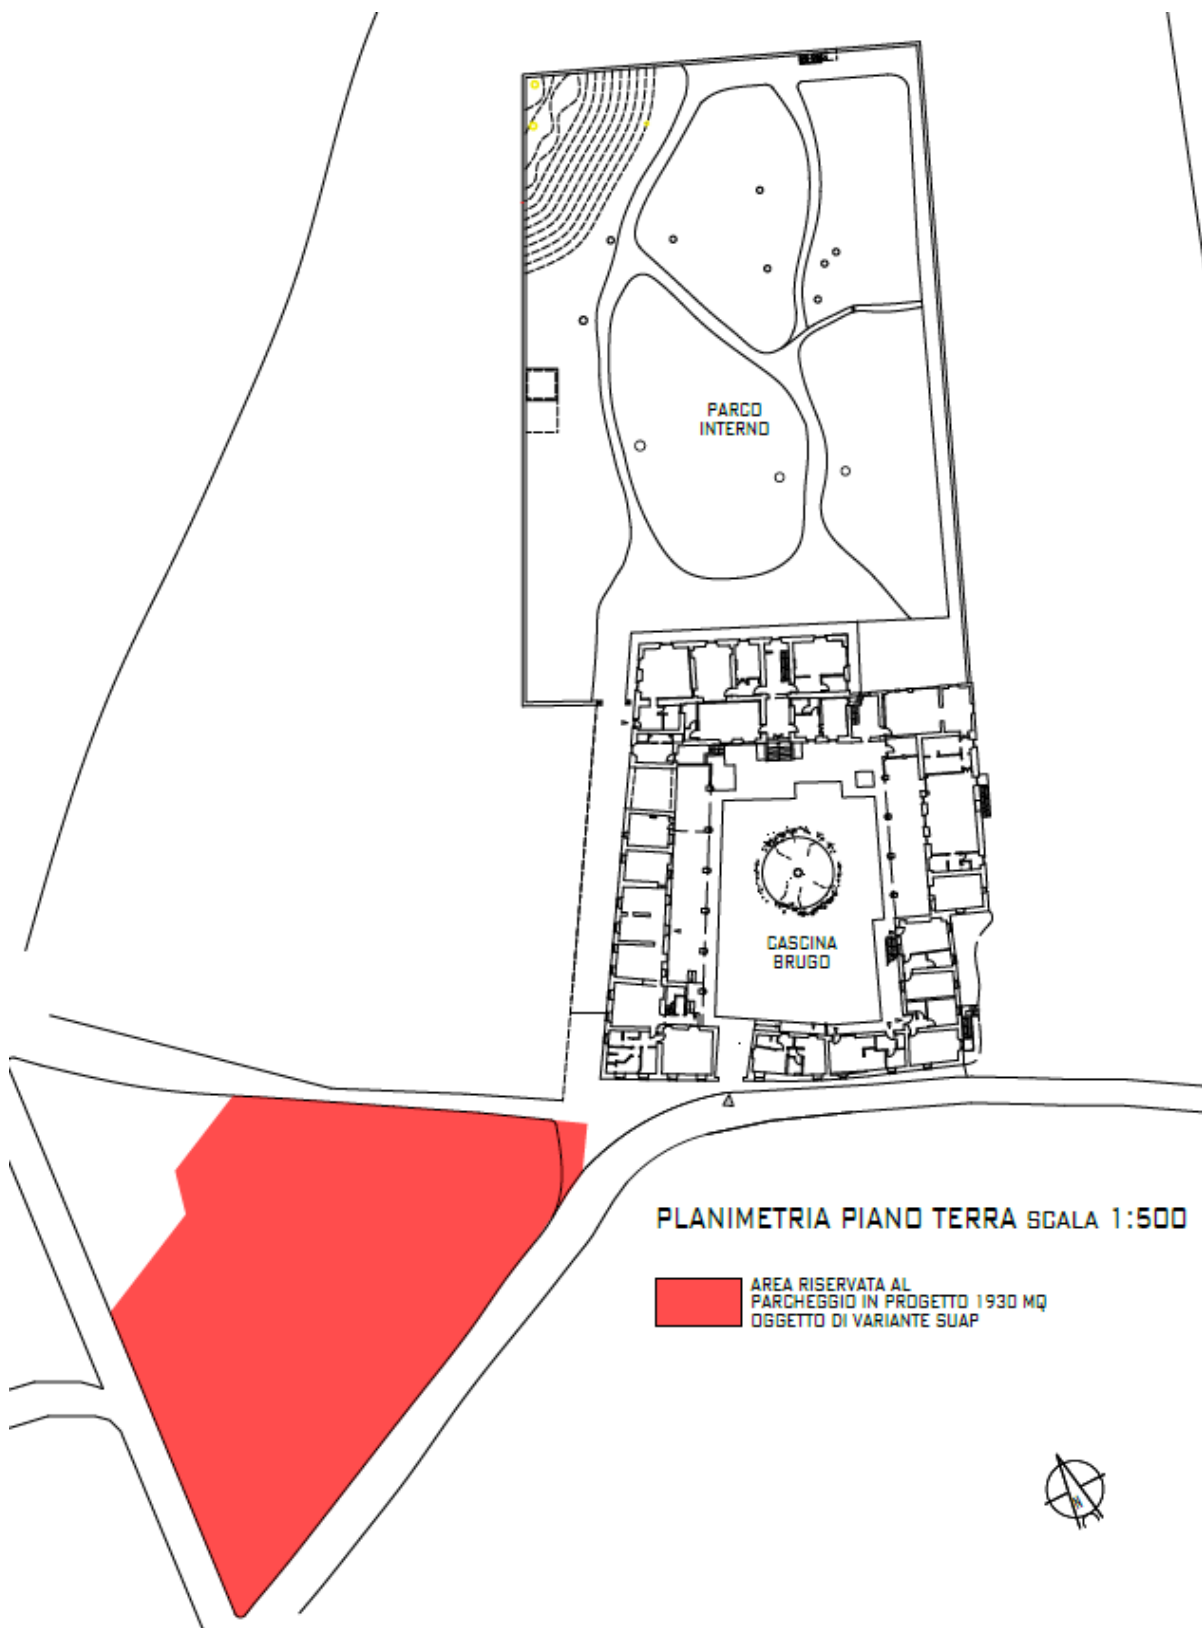 PARCO
INTERNO
CASCINA
BRUGO
PLANIMETRIA PIANO TERRA SCALA 1:500
AREA RISERVATA AL
PARCHEGGIO IN PROGETTO 1930 MQ
OGGETTO DI VARIANTE SUAP
N